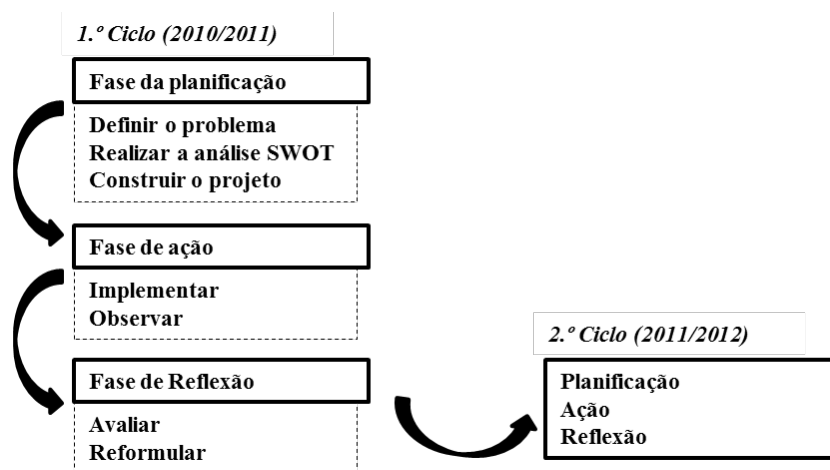 1.º Ciclo (2010/2011)
Fase da planificação
Definir o problema
Realizar a análise SWOT
Construir o projeto
Fase de ação
Implementar
Observar
Fase de Reflexão
Avaliar
Reformular
2.º Ciclo (2011/2012)
Planificação
Ação
Reflexão